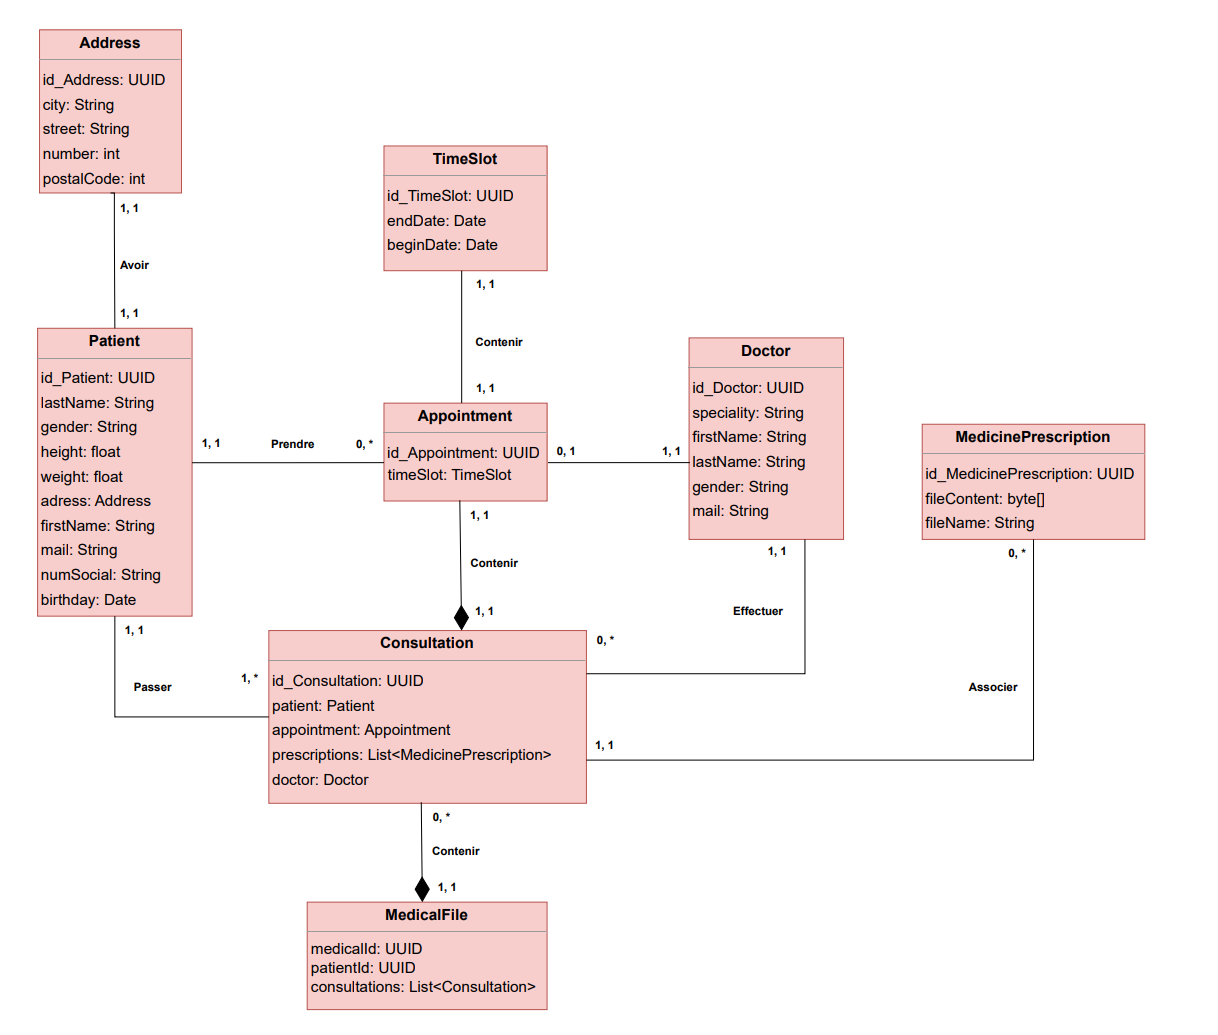 Address
id_Address: UUID
city: String
street: String
number: int
postalCode: int
1, 1
Avoir
1, 1
TimeSlot
id_TimeSlot: UUID
endDate: Date
beginDate: Date
1, 1
Contenir
1, 1
Patient
id_Patient: UUID
lastName: String
gender: String
height: float
weight: float
adress: Address
firstName: String
mail: String
numSocial: String
birthday: Date
1, 1
Prendre
0, *
Appointment
id_Appointment: UUID
timeSlot: TimeSlot
0, 1
1, 1
Doctor
id_Doctor: UUID
speciality: String
firstName: String
lastName: String
gender: String
mail: String
MedicinePrescription
id_MedicinePrescription: UUID
fileContent: byte[]
fileName: String
1, 1
Contenir
1, 1
1, 1
Effectuer
0, *
0, *
Associer
1, 1
1, 1
Passer
1, *
Consultation
id_Consultation: UUID
patient: Patient
appointment: Appointment
prescriptions: List<MedicinePrescription>
doctor: Doctor
0, *
Contenir
1, 1
MedicalFile
medicalId: UUID
patientId: UUID
consultations: List<Consultation>